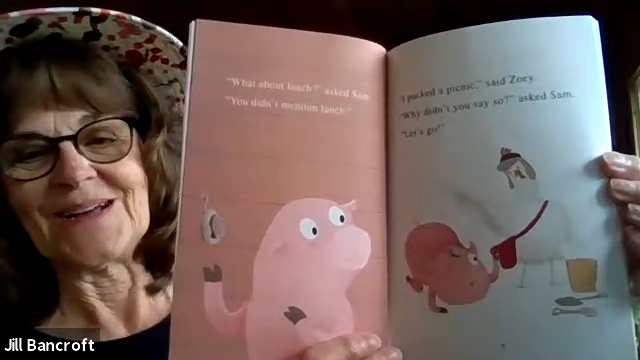 "What about lunch?" asked Sam.
"You didn't mention lunch."
"I packed a picnic," said Zoey.
"Why didn't you say so?" asked Sam.
"Let's go!"
Jill Bancroft